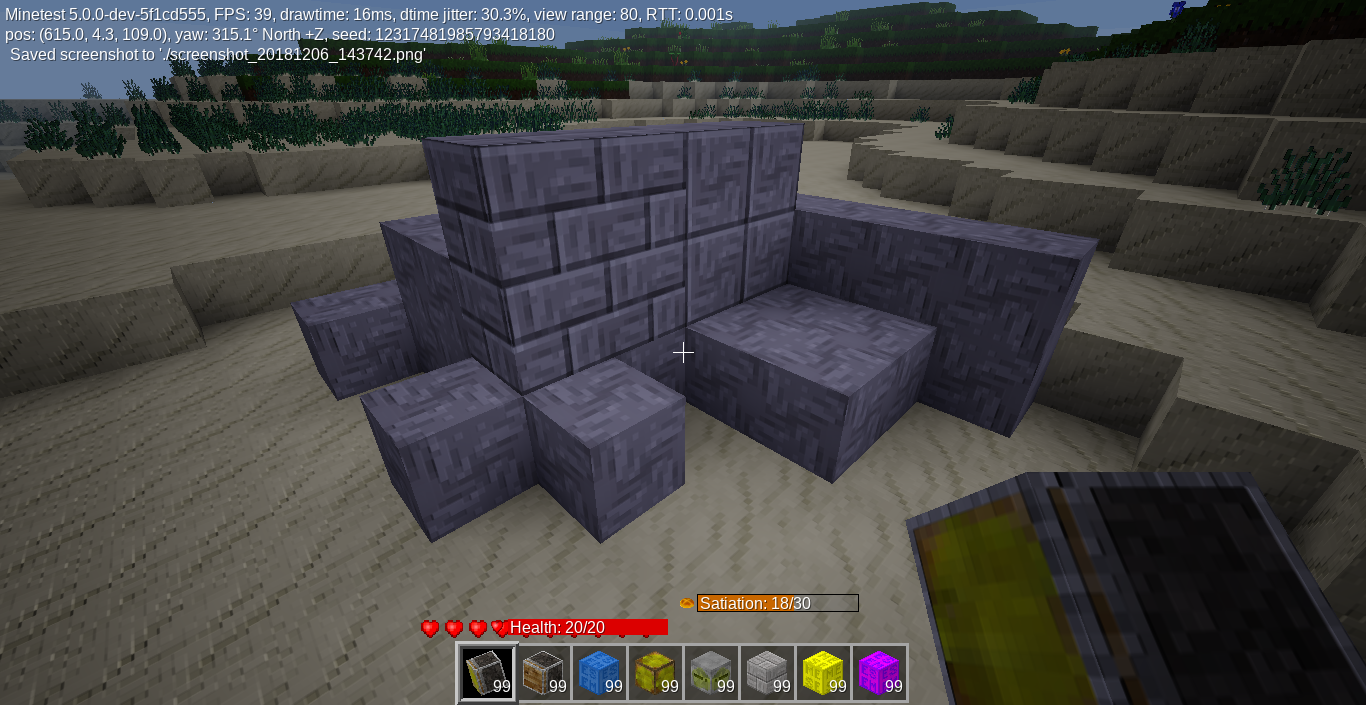 Minetest 5.0.0-dev-5f1cd555, FPS: 39, drawtime: 16ms, dtime jitter: 30.3%, view range: 80, RTT: 0.001s
pos: (615.0, 4.3, 109.0), yaw: 315.1° North +Z, seed: 12317481985793418180
Saved screenshot to './screenshot_20181206_143742.png'
Satiation: 18/30
Health: 20/20
99 99 99 99 99 99 99 99